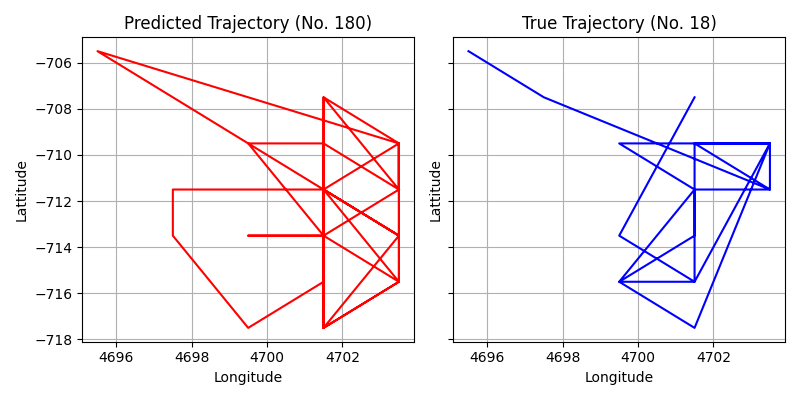 Predicted Trajectory (No. 180)
True Trajectory (No. 18)
Lattitude
−706
−708
−710
−712
−714
−716
−718
4696
4698
4700
4702
Longitude
Lattitude
4696
4698
4700
4702
Longitude